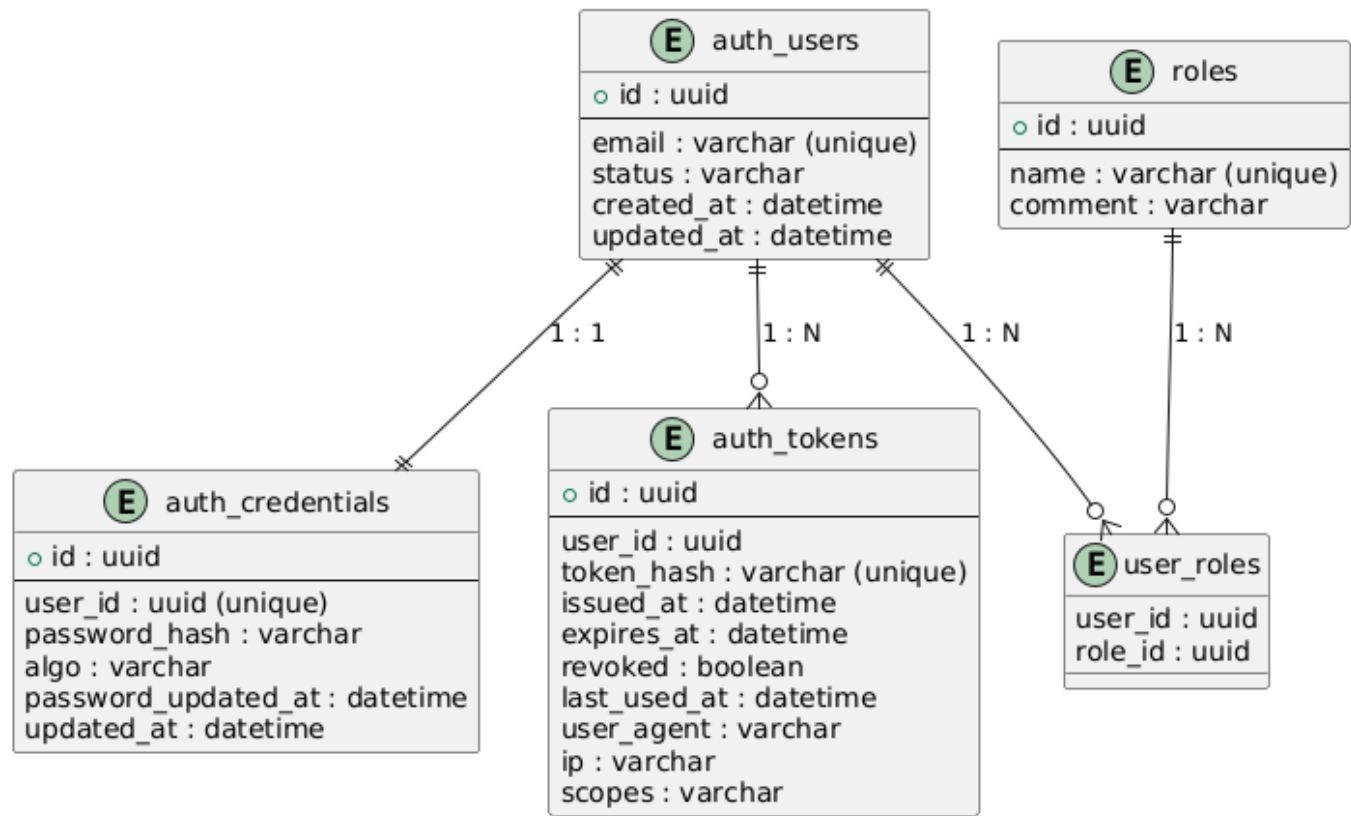 E auth_users
id : uuid
email : varchar (unique)
status : varchar
created_at : datetime
updated_at : datetime
E roles
id : uuid
name : varchar (unique)
comment : varchar
1 : 1
1 : N
1 : N
1 : N
E auth_credentials
id : uuid
user_id : uuid (unique)
password_hash : varchar
algo : varchar
password_updated_at : datetime
updated_at : datetime
E auth_tokens
id : uuid
user_id : uuid
token_hash : varchar (unique)
issued_at : datetime
expires_at : datetime
revoked : boolean
last_used_at : datetime
user_agent : varchar
ip : varchar
scopes : varchar
E user_roles
user_id : uuid
role_id : uuid